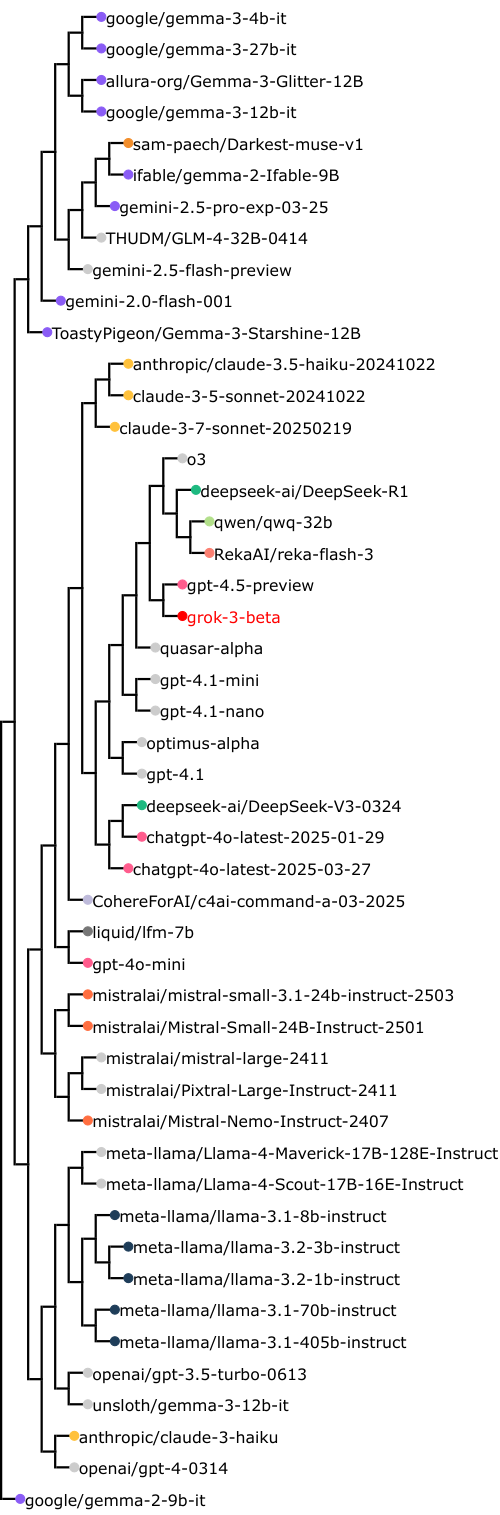 google/gemma-3-4b-it
google/gemma-3-27b-it
allura-org/Gemma-3-Glitter-12B
google/gemma-3-12b-it
sam-paech/Darkest-muse-v1
ifable/gemma-2-Ifable-9B
gemini-2.5-pro-exp-03-25
THUDM/GLM-4-32B-0414
gemini-2.5-flash-preview
gemini-2.0-flash-001
ToastyPigeon/Gemma-3-Starshine-12B
anthropic/claude-3.5-haiku-20241022
claude-3-5-sonnet-20241022
claude-3-7-sonnet-20250219
o3
deepseek-ai/DeepSeek-R1
qwen/qwq-32b
RekaAI/reka-flash-3
gpt-4.5-preview
grok-3-beta
quasar-alpha
gpt-4.1-mini
gpt-4.1-nano
optimus-alpha
gpt-4.1
deepseek-ai/DeepSeek-V3-0324
chatgpt-4o-latest-2025-01-29
chatgpt-4o-latest-2025-03-27
CohereForAI/c4ai-command-a-03-2025
liquid/lfm-7b
gpt-4o-mini
mistralai/mistral-small-3.1-24b-instruct-2503
mistralai/Mistral-Small-24B-Instruct-2501
mistralai/mistral-large-2411
mistralai/Pixtral-Large-Instruct-2411
mistralai/Mistral-Nemo-Instruct-2407
meta-llama/Llama-4-Maverick-17B-128E-Instruct
meta-llama/Llama-4-Scout-17B-16E-Instruct
meta-llama/llama-3.1-8b-instruct
meta-llama/llama-3.2-3b-instruct
meta-llama/llama-3.2-1b-instruct
meta-llama/llama-3.1-70b-instruct
meta-llama/llama-3.1-405b-instruct
openai/gpt-3.5-turbo-0613
unsloth/gemma-3-12b-it
anthropic/claude-3-haiku
openai/gpt-4-0314
google/gemma-2-9b-it